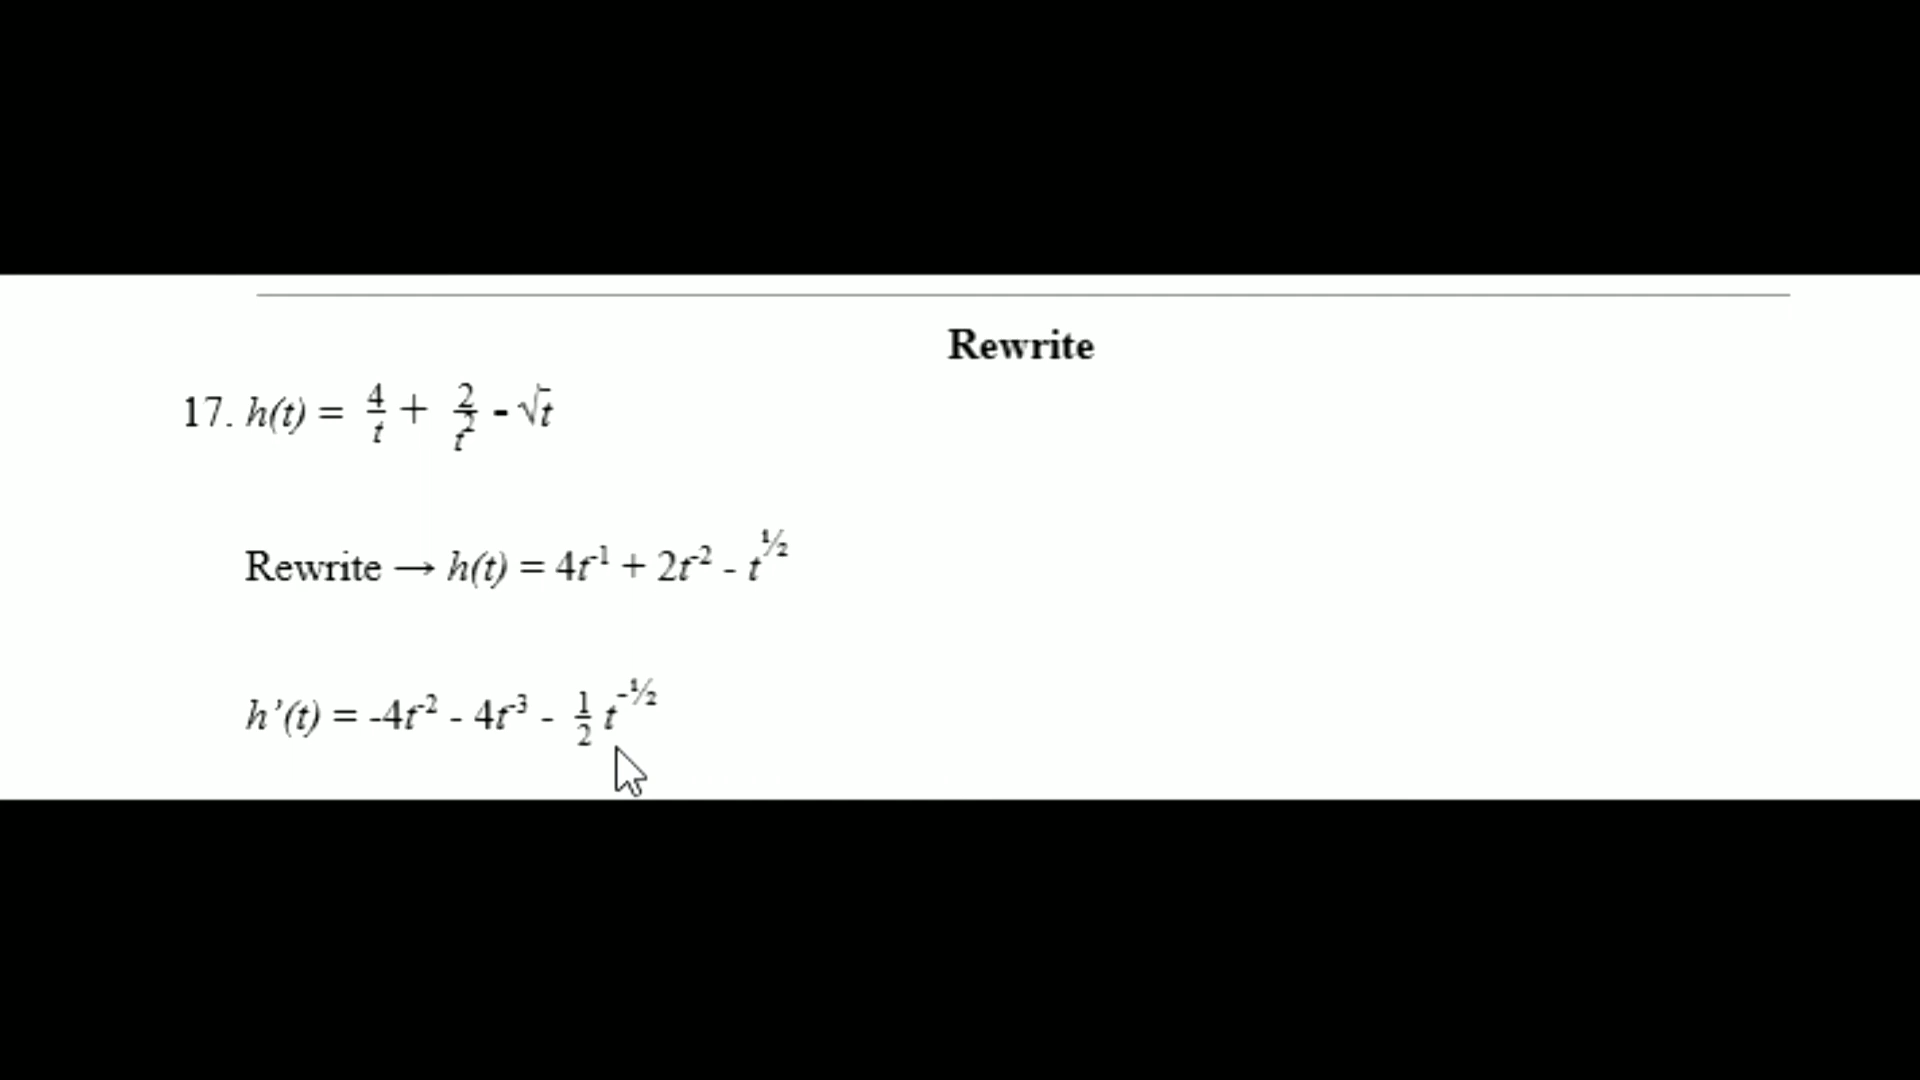 Rewrite
17. h(t) = 4/t + 2/t² - √t
Rewrite → h(t) = 4t⁻¹ + 2t⁻² - t^½
h’(t) = -4t⁻² - 4t⁻³ - 1/2 t^-½